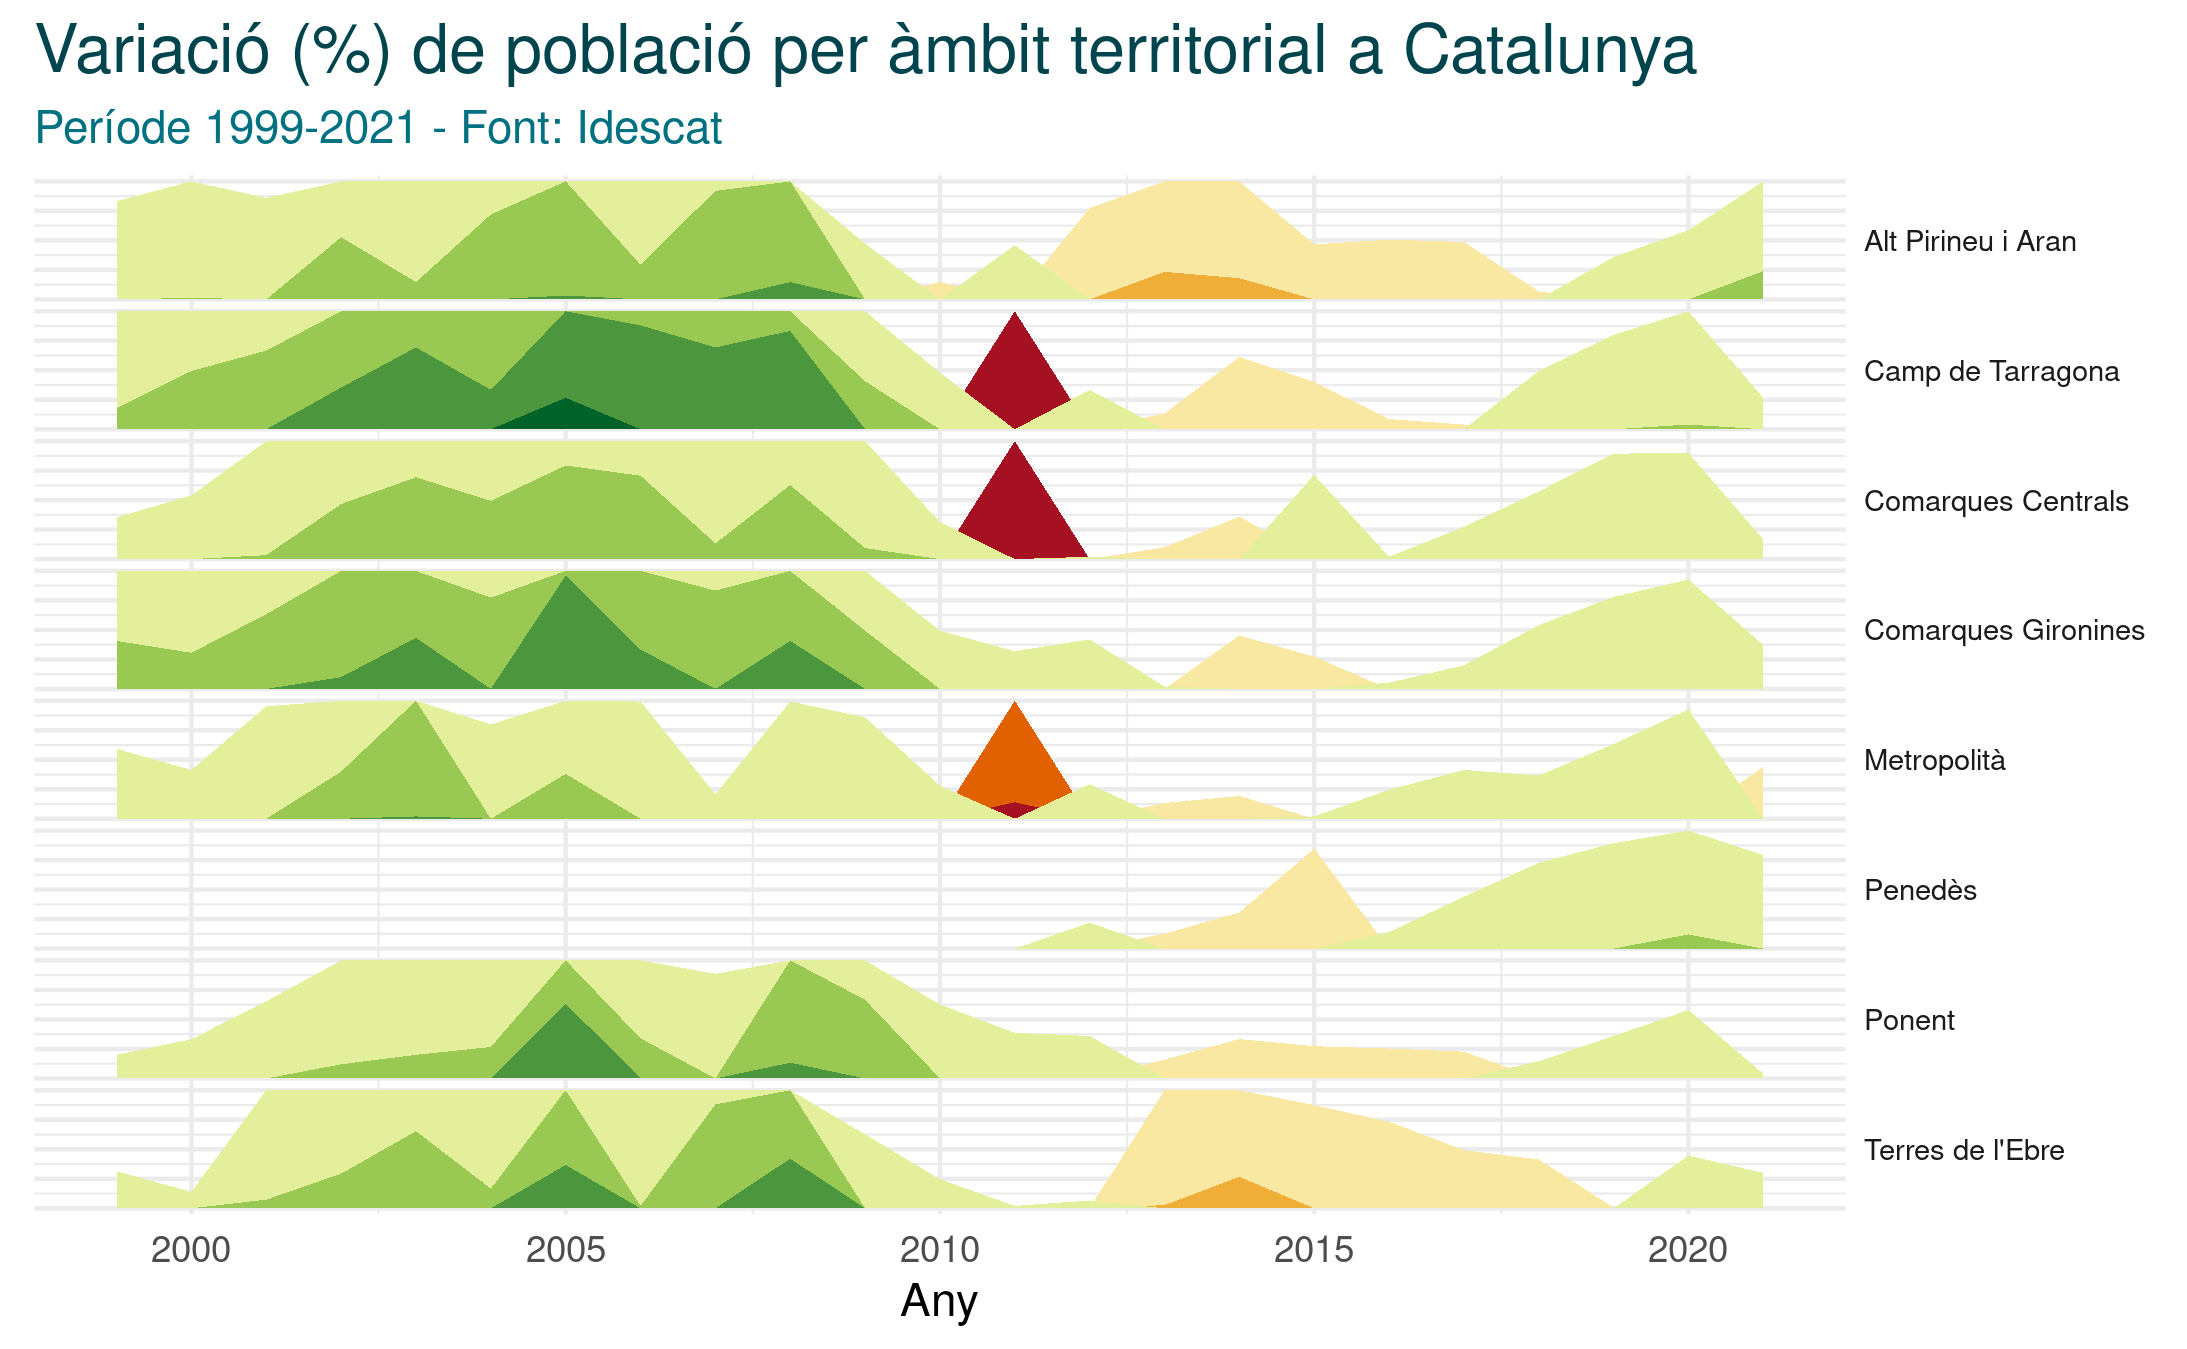 Variació (%) de població per àmbit territorial a Catalunya
Període 1999-2021 - Font: Idescat
Alt Pirineu i Aran
Camp de Tarragona
Comarques Centrals
Comarques Gironines
Metropolità
Penedès
Ponent
Terres de l'Ebre
2000 2005 2010 2015 2020
Any